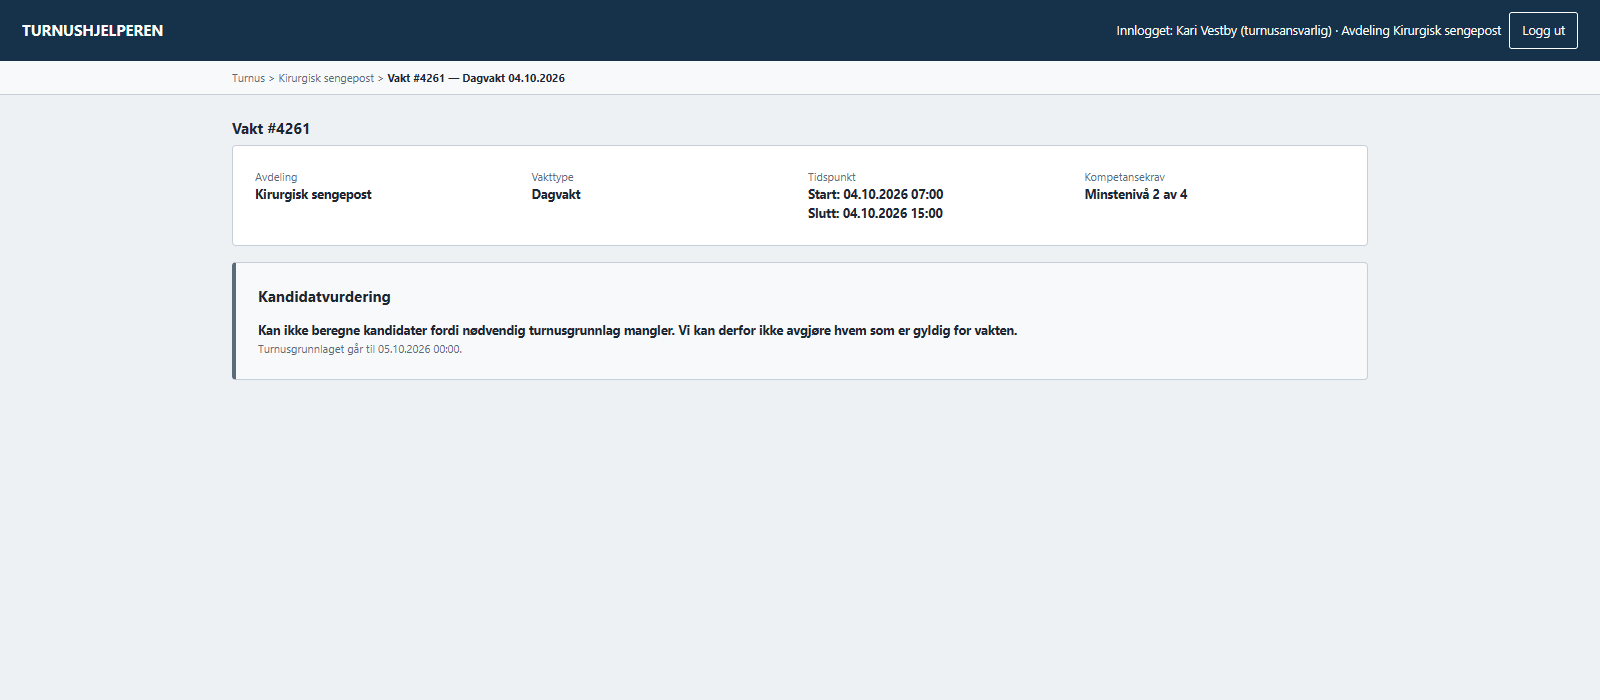 TURNUSHJELPEREN
Innlogget: Kari Vestby (turnusansvarlig) · Avdeling Kirurgisk sengepost
Logg ut
Turnus > Kirurgisk sengepost > Vakt #4261 — Dagvakt 04.10.2026
Vakt #4261
Avdeling
Kirurgisk sengepost
Vakttype
Dagvakt
Tidspunkt
Start: 04.10.2026 07:00
Slutt: 04.10.2026 15:00
Kompetansekrav
Minstenivå 2 av 4
Kandidatvurdering
Kan ikke beregne kandidater fordi nødvendig turnusgrunnlag mangler. Vi kan derfor ikke avgjøre hvem som er gyldig for vakten.
Turnusgrunnlaget går til 05.10.2026 00:00.